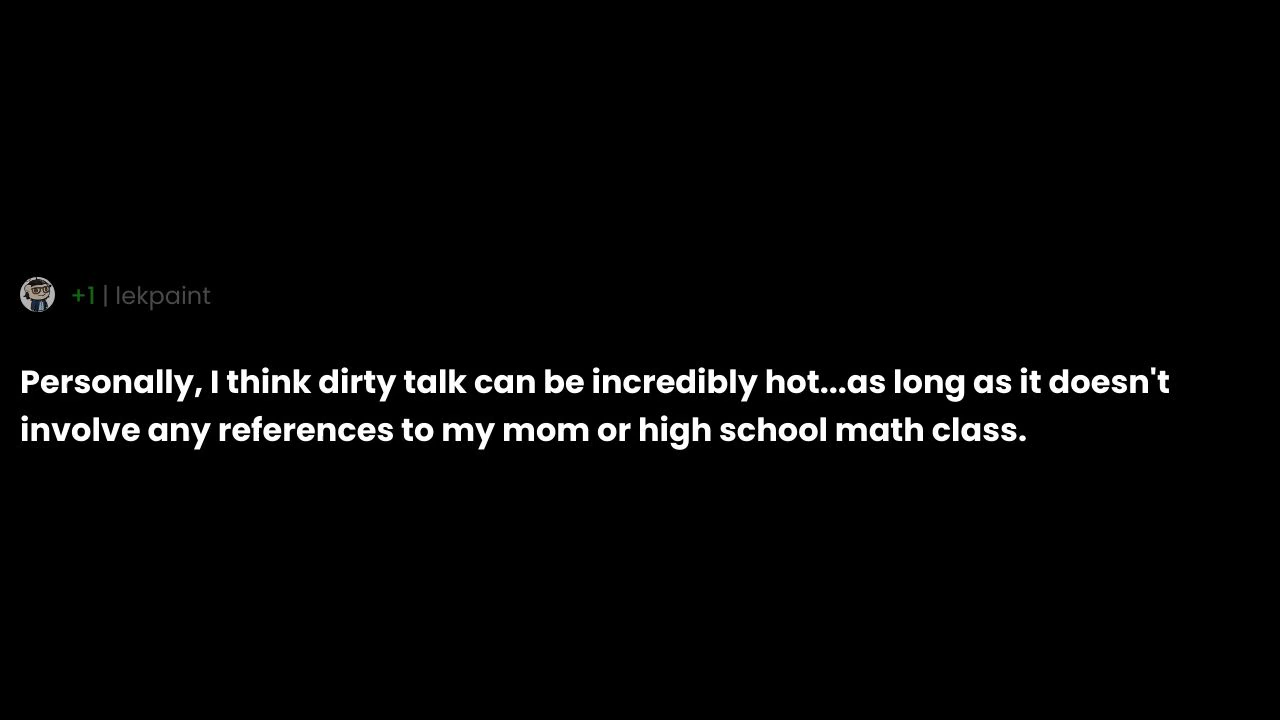 +1 | lekpaint
Personally, I think dirty talk can be incredibly hot...as long as it doesn't
involve any references to my mom or high school math class.